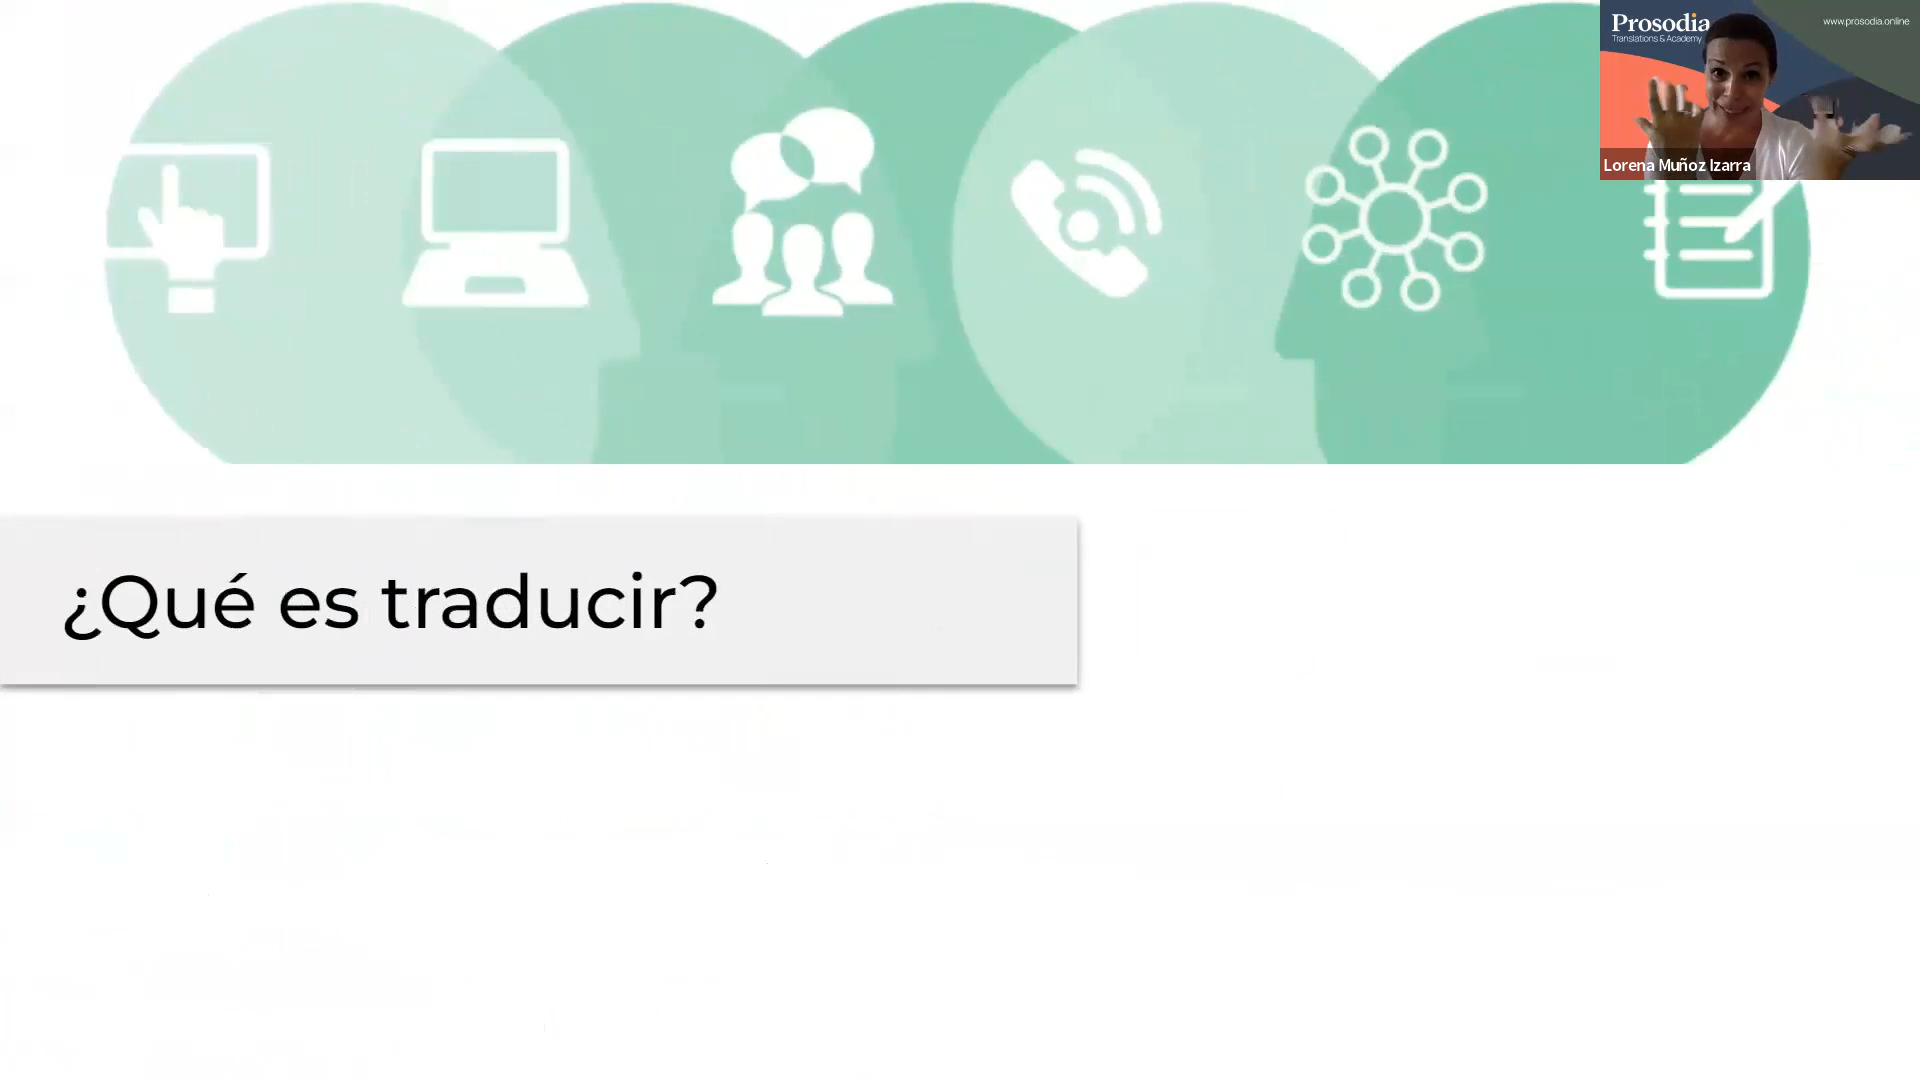 Prosodia
Translations & Academy
www.prosodia.online
Lorena Muñoz Izarra
¿Qué es traducir?